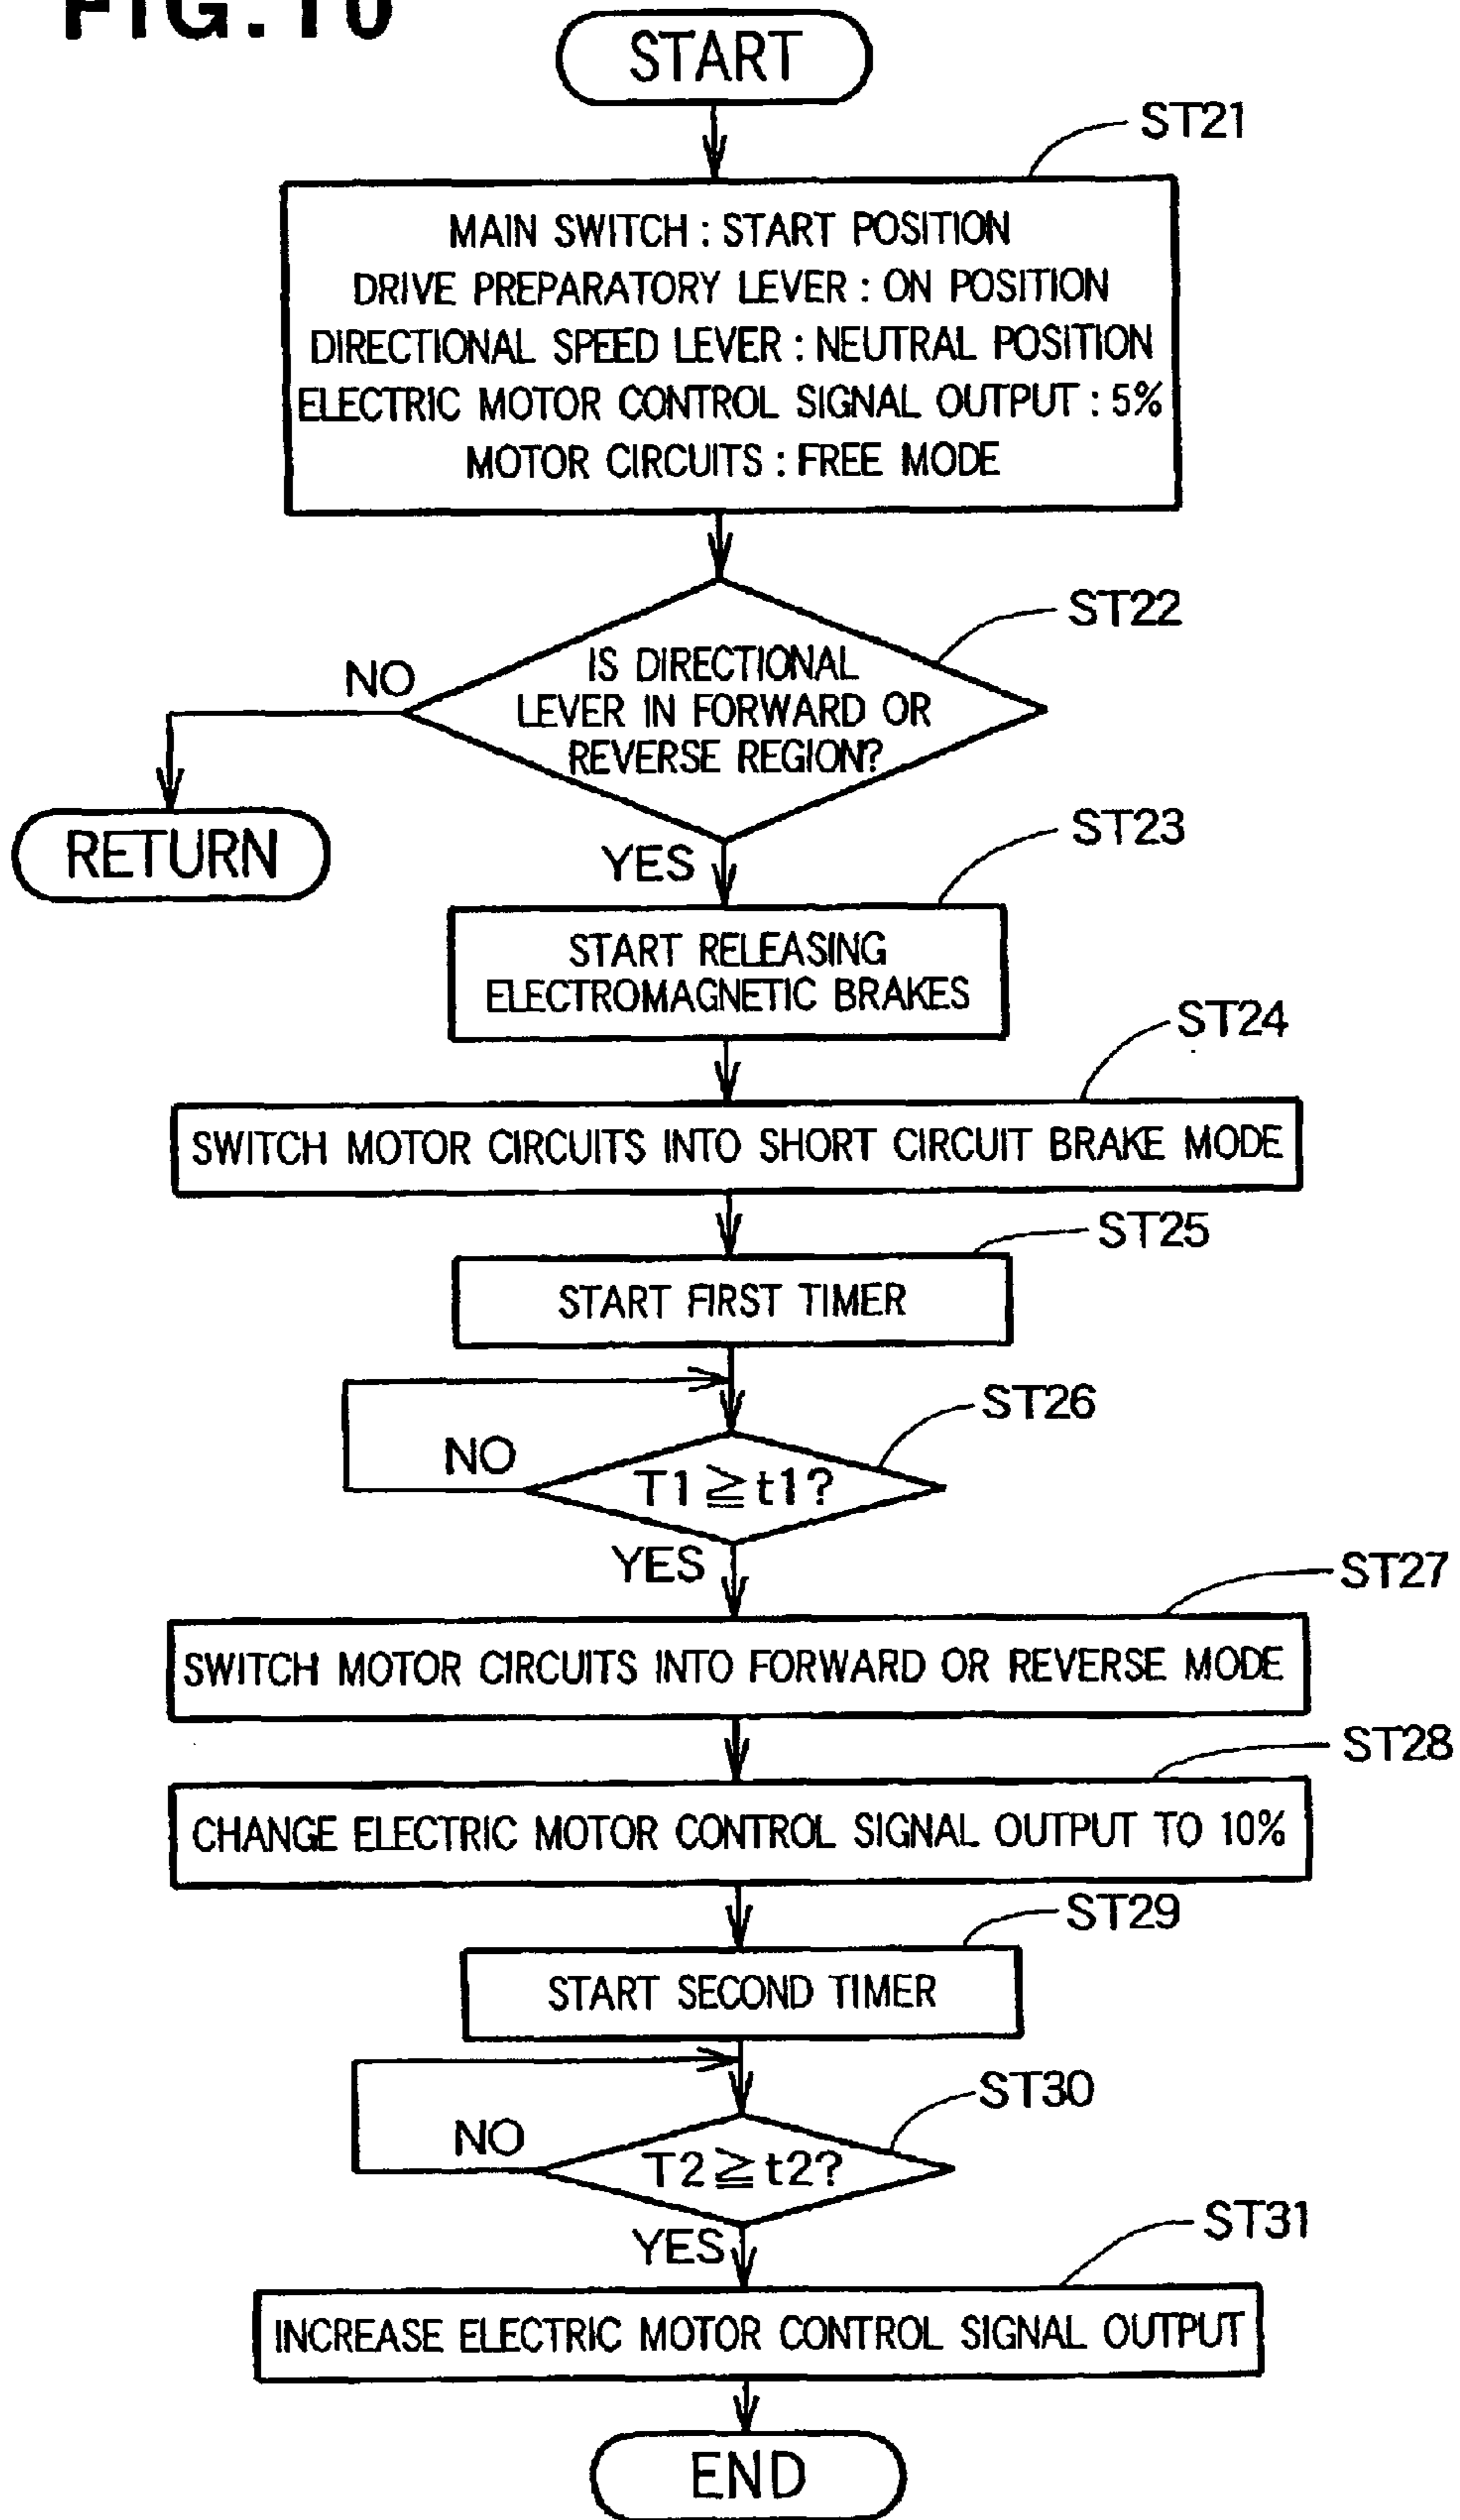 FIG.10
START
ST21
MAIN SWITCH : START POSITION
DRIVE PREPARATORY LEVER : ON POSITION
DIRECTIONAL SPEED LEVER : NEUTRAL POSITION
ELECTRIC MOTOR CONTROL SIGNAL OUTPUT : 5%
MOTOR CIRCUITS : FREE MODE
ST22
IS DIRECTIONAL
LEVER IN FORWARD OR
REVERSE REGION?
NO
RETURN
YES
ST23
START RELEASING
ELECTROMAGNETIC BRAKES
ST24
SWITCH MOTOR CIRCUITS INTO SHORT CIRCUIT BRAKE MODE
ST25
START FIRST TIMER
ST26
NO
T1≧t1?
YES
ST27
SWITCH MOTOR CIRCUITS INTO FORWARD OR REVERSE MODE
ST28
CHANGE ELECTRIC MOTOR CONTROL SIGNAL OUTPUT TO 10%
ST29
START SECOND TIMER
ST30
NO
T2≧t2?
YES
ST31
INCREASE ELECTRIC MOTOR CONTROL SIGNAL OUTPUT
END